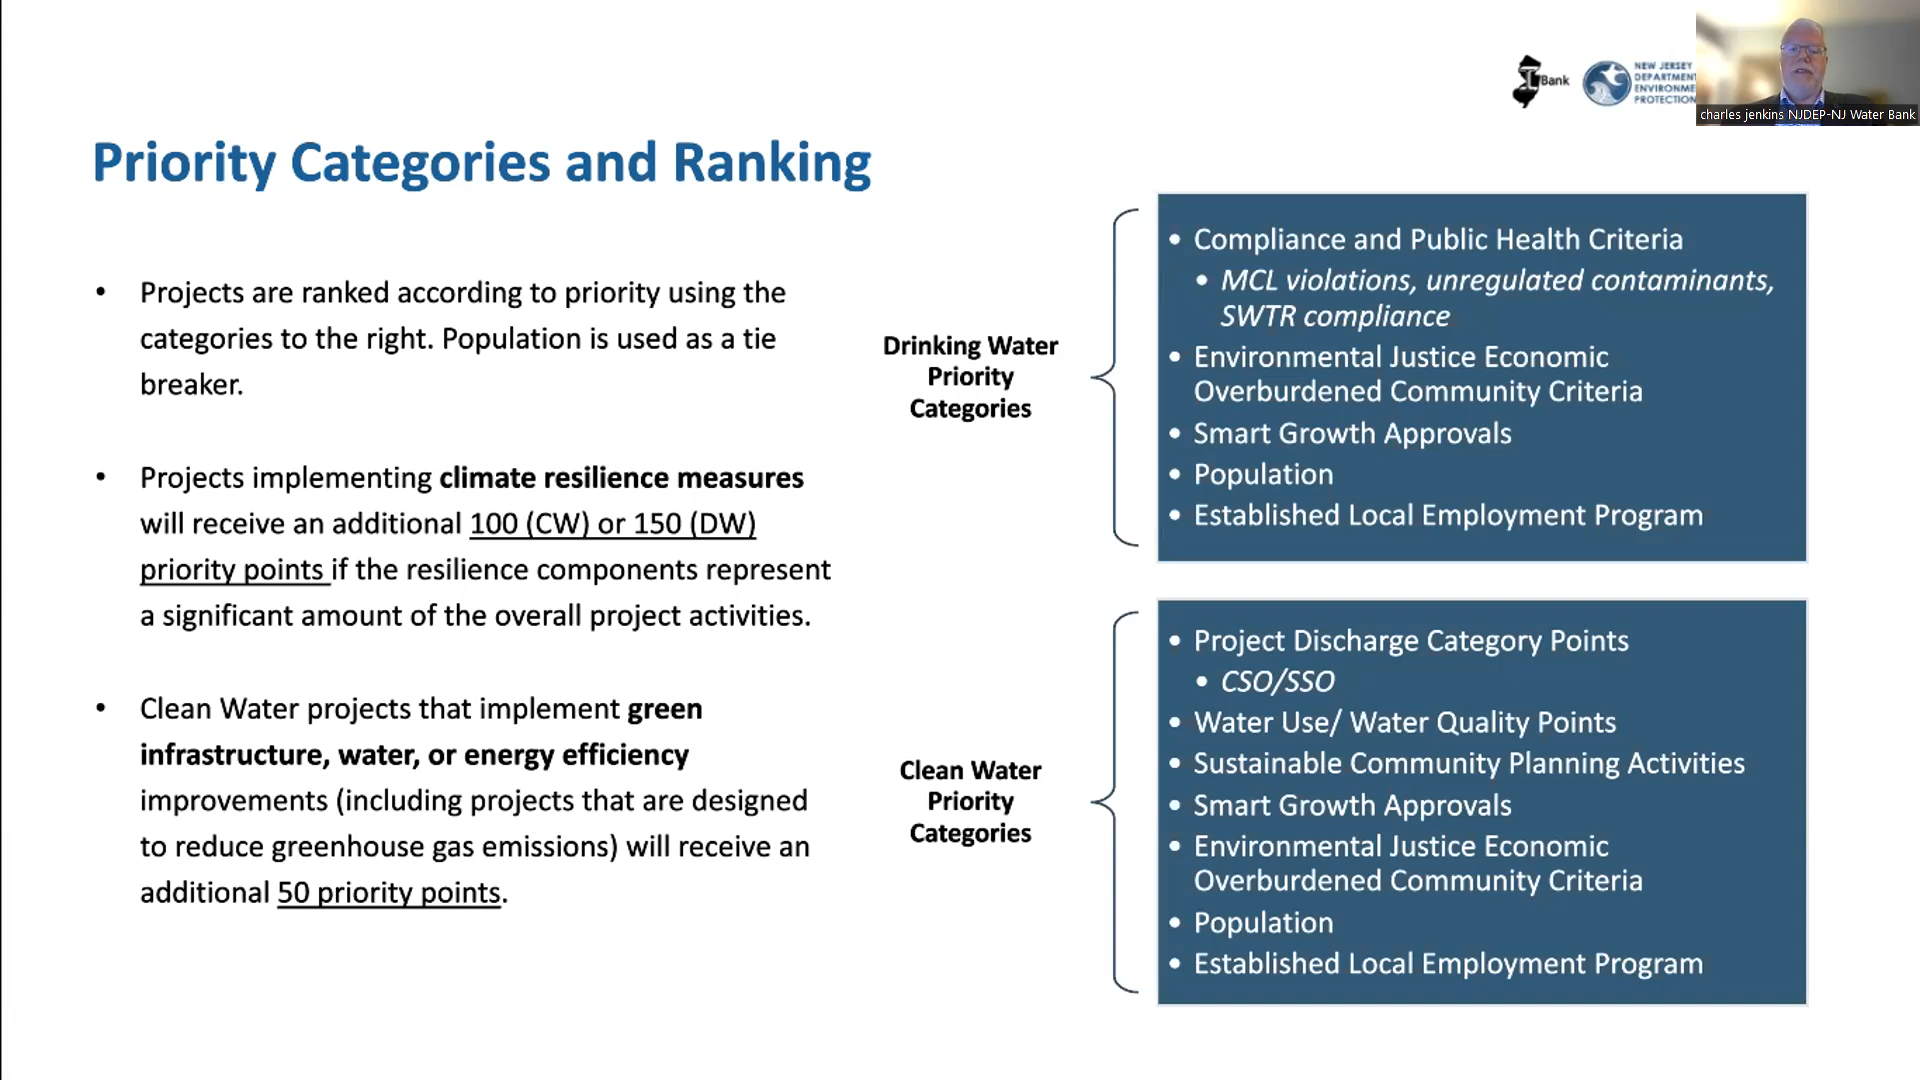 Bank
NEW JERSEY
DEPARTMENT
ENVIRONME
PROTECTION
charles jenkins NJDEP-NJ Water Bank
Priority Categories and Ranking
• Projects are ranked according to priority using the
categories to the right. Population is used as a tie
breaker.
• Projects implementing climate resilience measures
will receive an additional 100 (CW) or 150 (DW)
priority points if the resilience components represent
a significant amount of the overall project activities.
• Clean Water projects that implement green
infrastructure, water, or energy efficiency
improvements (including projects that are designed
to reduce greenhouse gas emissions) will receive an
additional 50 priority points.
Drinking Water
Priority
Categories
• Compliance and Public Health Criteria
• MCL violations, unregulated contaminants,
SWTR compliance
• Environmental Justice Economic
Overburdened Community Criteria
• Smart Growth Approvals
• Population
• Established Local Employment Program
Clean Water
Priority
Categories
• Project Discharge Category Points
• CSO/SSO
• Water Use/ Water Quality Points
• Sustainable Community Planning Activities
• Smart Growth Approvals
• Environmental Justice Economic
Overburdened Community Criteria
• Population
• Established Local Employment Program